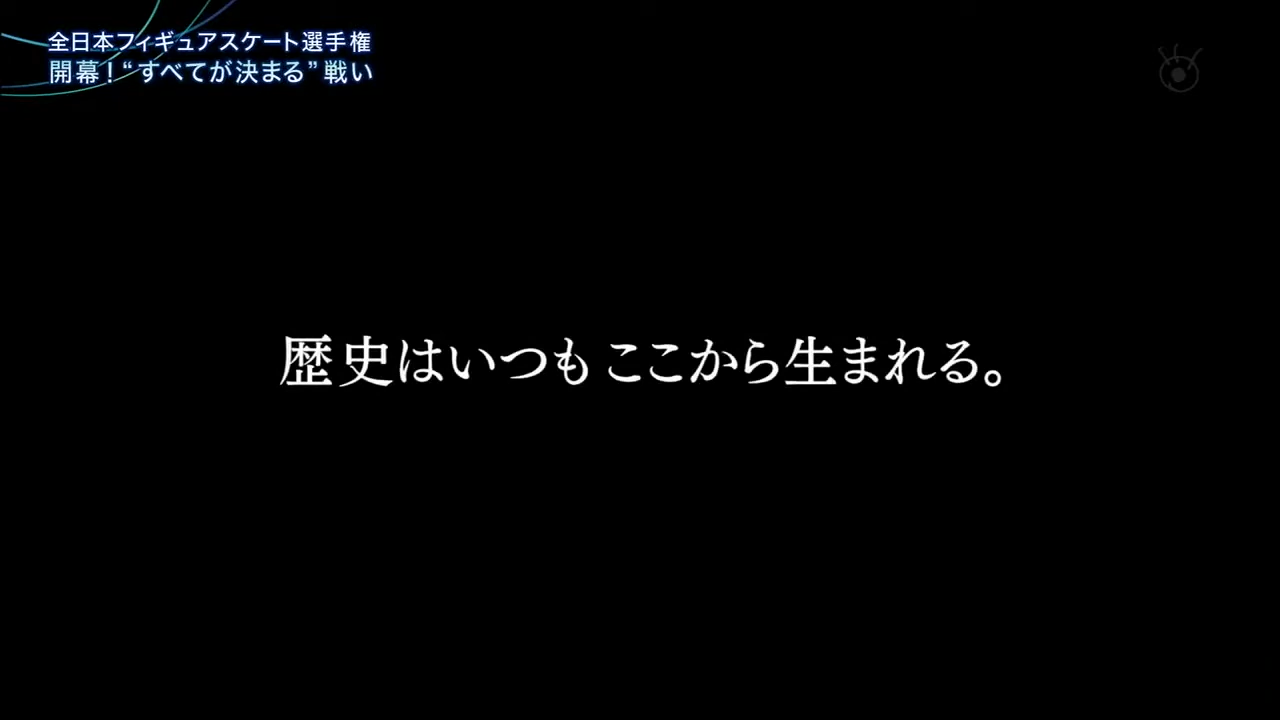 全日本フィギュアスケート選手権
開幕！“すべてが決まる”戦い
歴史はいつも ここから生まれる。